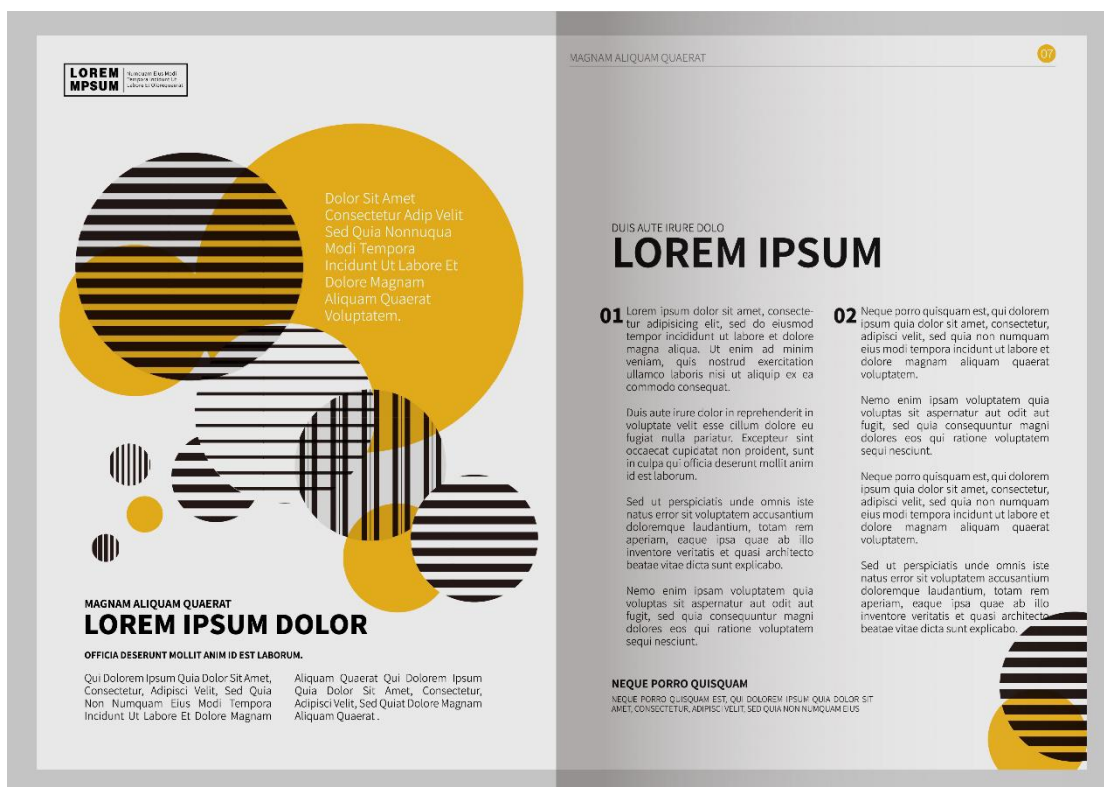 LOREM
MPSUM
Numquam Eius Modi
Tempora Incidunt Ut
Labore Et
Dolor Sit Amet
Consectetur Adip Velit
Sed Quia Nonnuqua
Modi Tempora
Incidunt Ut Labore Et
Dolore Magnam
Aliquam Quaerat
Voluptatem.
MAGNAM ALIQUAM QUAERAT
LOREM IPSUM DOLOR
OFFICIA DESERUNT MOLLIT ANIM ID EST LABORUM.
Qui Dolorem Ipsum Quia Dolor Sit Amet,
Consectetur, Adipisci Velit, Sed Quia
Non Numquam Eius Modi Tempora
Incidunt Ut Labore Et Dolore Magnam
Aliquam Quaerat Qui Dolorem Ipsum
Quia Dolor Sit Amet, Consectetur,
Adipisci Velit, Sed Quiat Dolore Magnam
Aliquam Quaerat .
MAGNAM ALIQUAM QUAERAT
07
DUIS AUTE IRURE DOLO
LOREM IPSUM
01
Lorem ipsum dolor sit amet, consecte-
tur adipisicing elit, sed do eiusmod
tempor incididunt ut labore et dolore
magna aliqua. Ut enim ad minim
veniam, quis nostrud exercitation
ullamco laboris nisi ut aliquip ex ea
commodo consequat.
Duis aute irure dolor in reprehenderit in
voluptate velit esse cillum dolore eu
fugiat nulla pariatur. Excepteur sint
occaecat cupidatat non proident, sunt
in culpa qui officia deserunt mollit anim
id est laborum.
Sed ut perspiciatis unde omnis iste
natus error sit voluptatem accusantium
doloremque laudantium, totam rem
aperiam, eaque ipsa quae ab illo
inventore veritatis et quasi architecto
beatae vitae dicta sunt explicabo.
Nemo enim ipsam voluptatem quia
voluptas sit aspernatur aut odit aut
fugit, sed quia consequuntur magni
dolores eos qui ratione voluptatem
sequi nesciunt.
02
Neque porro quisquam est, qui dolorem
ipsum quia dolor sit amet, consectetur,
adipisci velit, sed quia non numquam
eius modi tempora incidunt ut labore et
dolore magnam aliquam quaerat
voluptatem.
Nemo enim ipsam voluptatem quia
voluptas sit aspernatur aut odit aut
fugit, sed quia consequuntur magni
dolores eos qui ratione voluptatem
sequi nesciunt.
Neque porro quisquam est, qui dolorem
ipsum quia dolor sit amet, consectetur,
adipisci velit, sed quia non numquam
eius modi tempora incidunt ut labore et
dolore magnam aliquam quaerat
voluptatem.
Sed ut perspiciatis unde omnis iste
natus error sit voluptatem accusantium
doloremque laudantium, totam rem
aperiam, eaque ipsa quae ab illo
inventore veritatis et quasi architecto
beatae vitae dicta sunt explicabo.
NEQUE PORRO QUISQUAM
NEQUE PORRO QUISQUAM EST, QUI DOLOREM IPSUM QUIA DOLOR SIT
AMET, CONSECTETUR, ADIPISCI VELIT, SED QUIA NON NUMQUAM EIUS